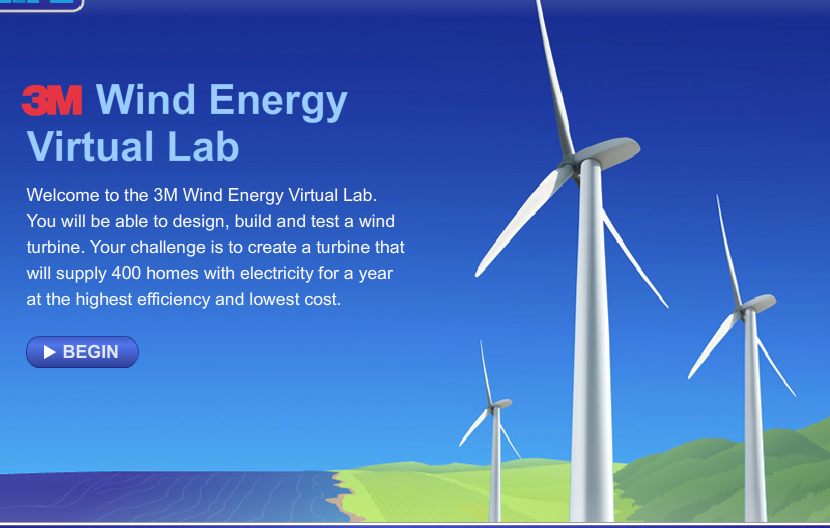 3M Wind Energy
Virtual Lab
Welcome to the 3M Wind Energy Virtual Lab.
You will be able to design, build and test a wind
turbine. Your challenge is to create a turbine that
will supply 400 homes with electricity for a year
at the highest efficiency and lowest cost.
BEGIN